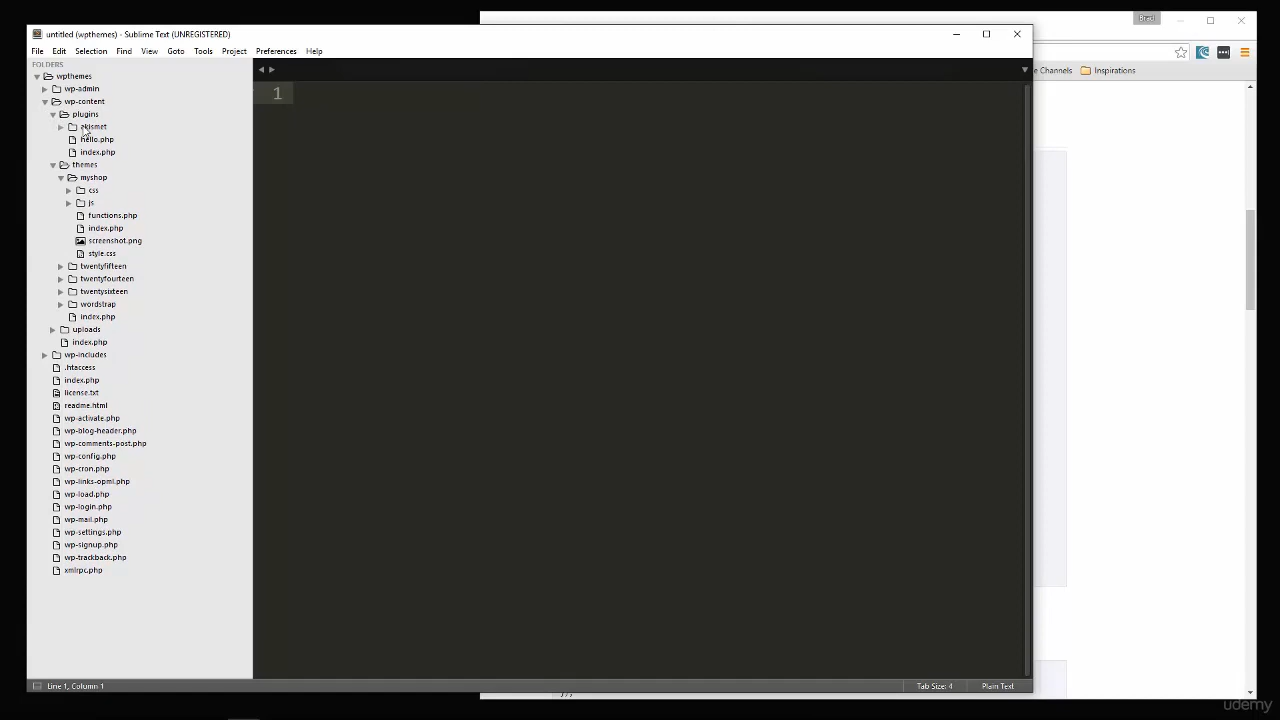 Brad
untitled (wpthemes) - Sublime Text (UNREGISTERED)
File Edit Selection Find View Goto Tools Project Preferences Help
e Channels Inspirations
FOLDERS
wpthemes
wp-admin
wp-content
plugins
akismet
hello.php
index.php
themes
myshop
css
js
functions.php
index.php
screenshot.png
style.css
twentyfifteen
twentyfourteen
twentysixteen
wordstrap
index.php
uploads
index.php
wp-includes
.htaccess
index.php
license.txt
readme.html
wp-activate.php
wp-blog-header.php
wp-comments-post.php
wp-config.php
wp-cron.php
wp-links-opml.php
wp-load.php
wp-login.php
wp-mail.php
wp-settings.php
wp-signup.php
wp-trackback.php
xmlrpc.php
1
Line 1, Column 1
Tab Size: 4 Plain Text
});
udemy